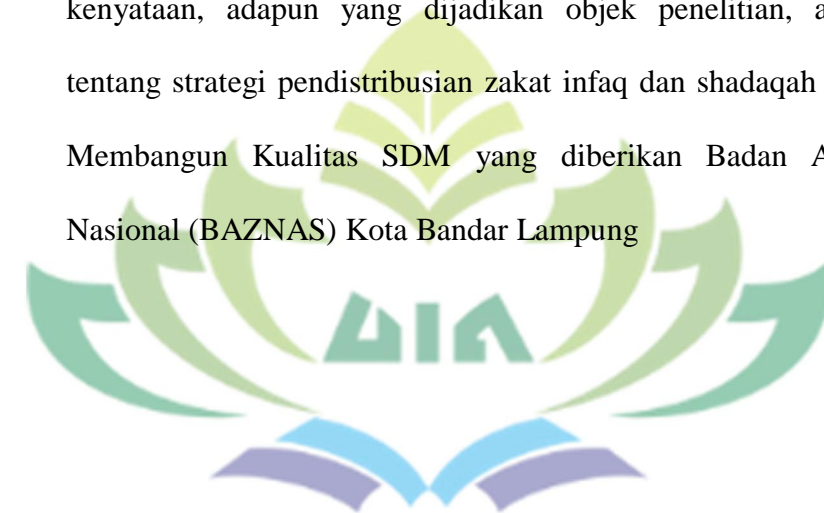 kenyataan, adapun yang dijadikan objek penelitian,
tentang strategi pendistribusian zakat infaq dan shadaqah
Membangun Kualitas SDM yang diberikan Badan
Nasional (BAZNAS) Kota Bandar Lampung
UIN